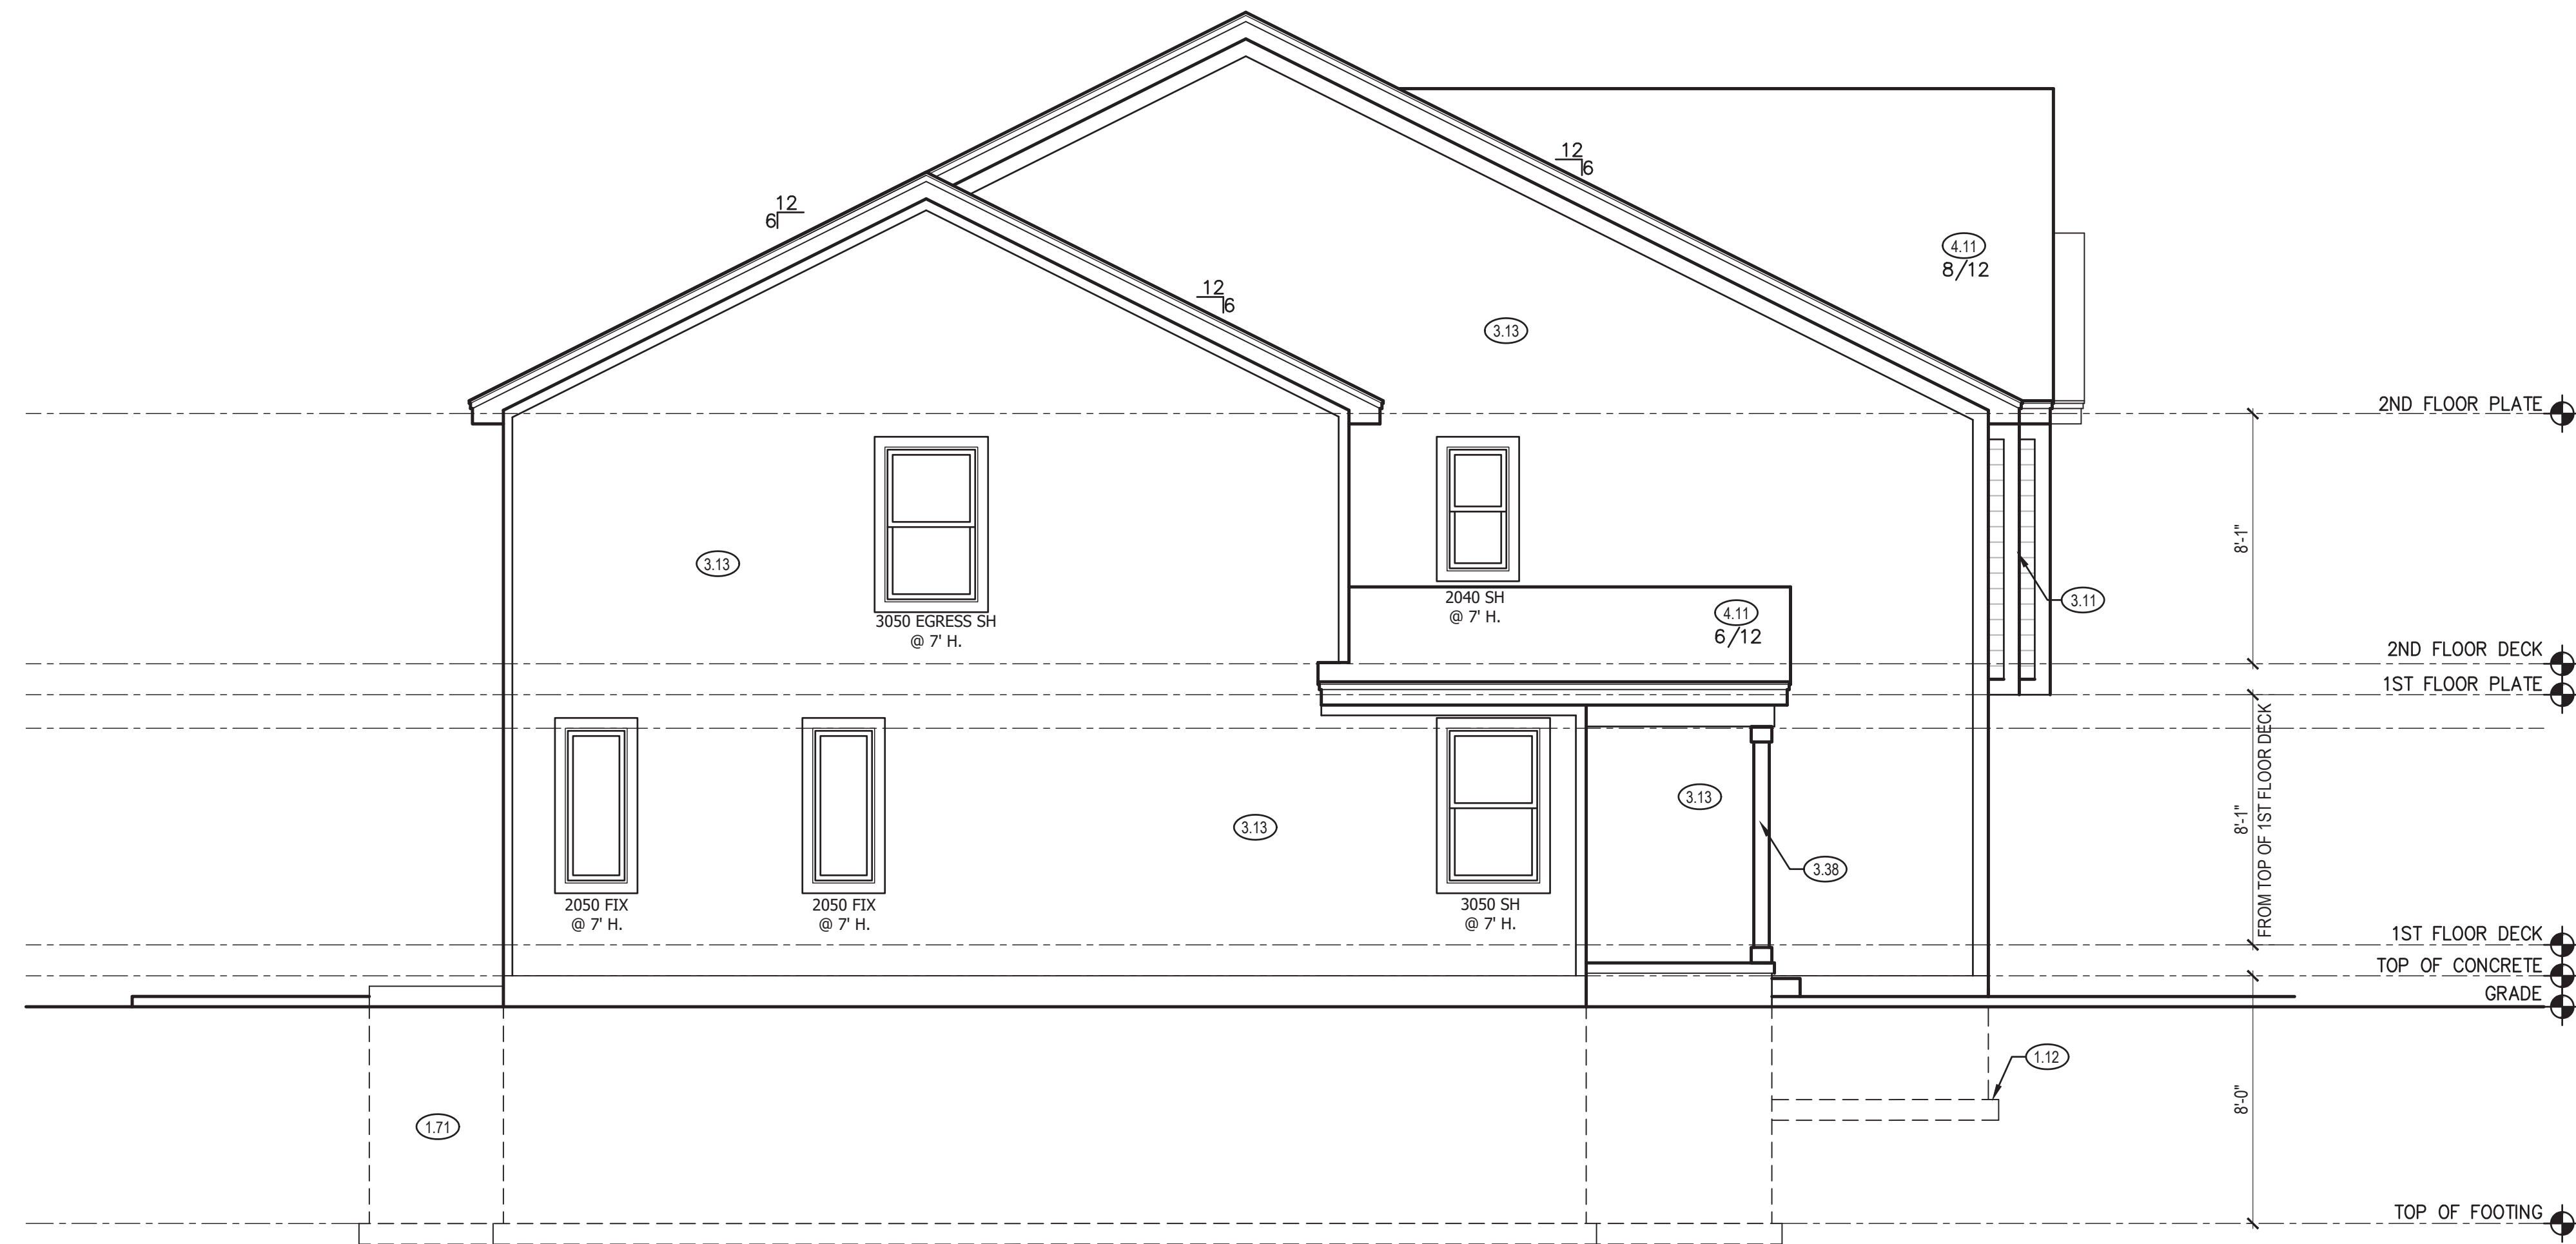 12
6
12
6
12
6
4.11
8/12
3.13
2ND FLOOR PLATE
8'-1"
3.13
3050 EGRESS SH
@ 7' H.
2040 SH
@ 7' H.
4.11
6/12
3.11
2ND FLOOR DECK
1ST FLOOR PLATE
8'-1"
FROM TOP OF 1ST FLOOR DECK
3.13
3.13
3.38
2050 FIX
@ 7' H.
2050 FIX
@ 7' H.
3050 SH
@ 7' H.
1ST FLOOR DECK
TOP OF CONCRETE
GRADE
1.12
8'-0"
1.71
TOP OF FOOTING